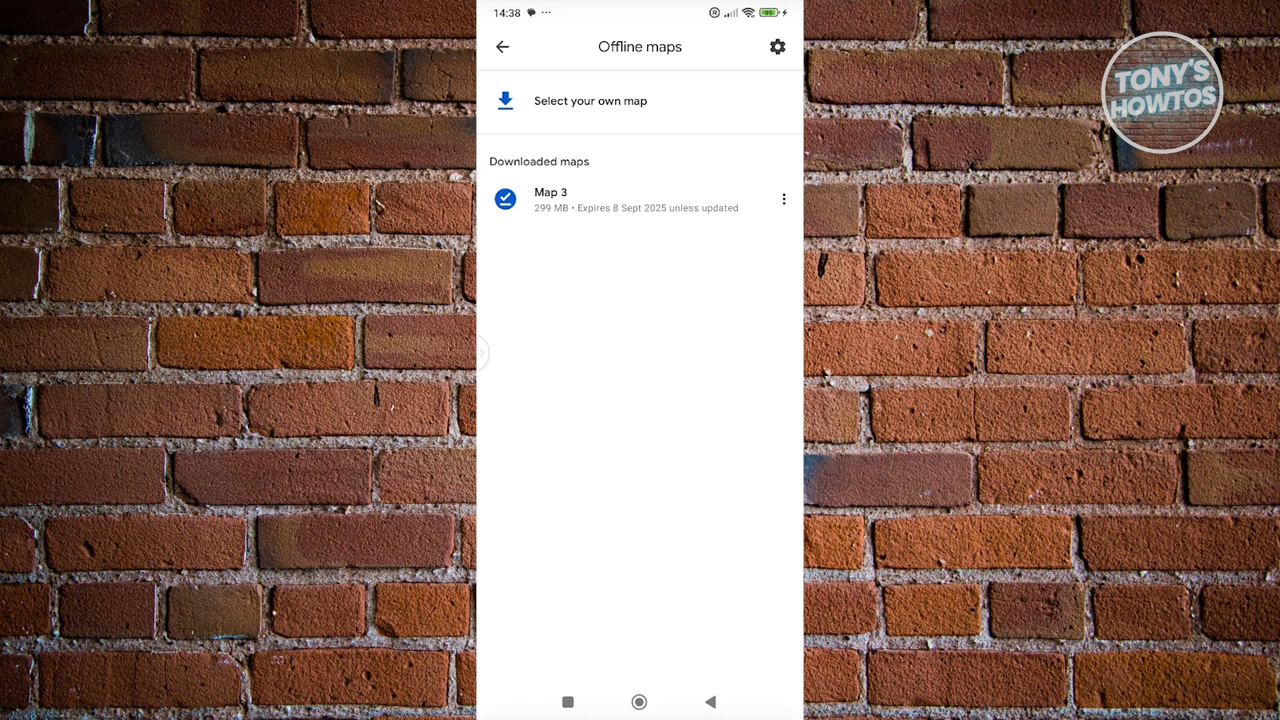 14:38
95
Offline maps
TONY'S
HOWTOS
Select your own map
Downloaded maps
Map 3
299 MB • Expires 8 Sept 2025 unless updated